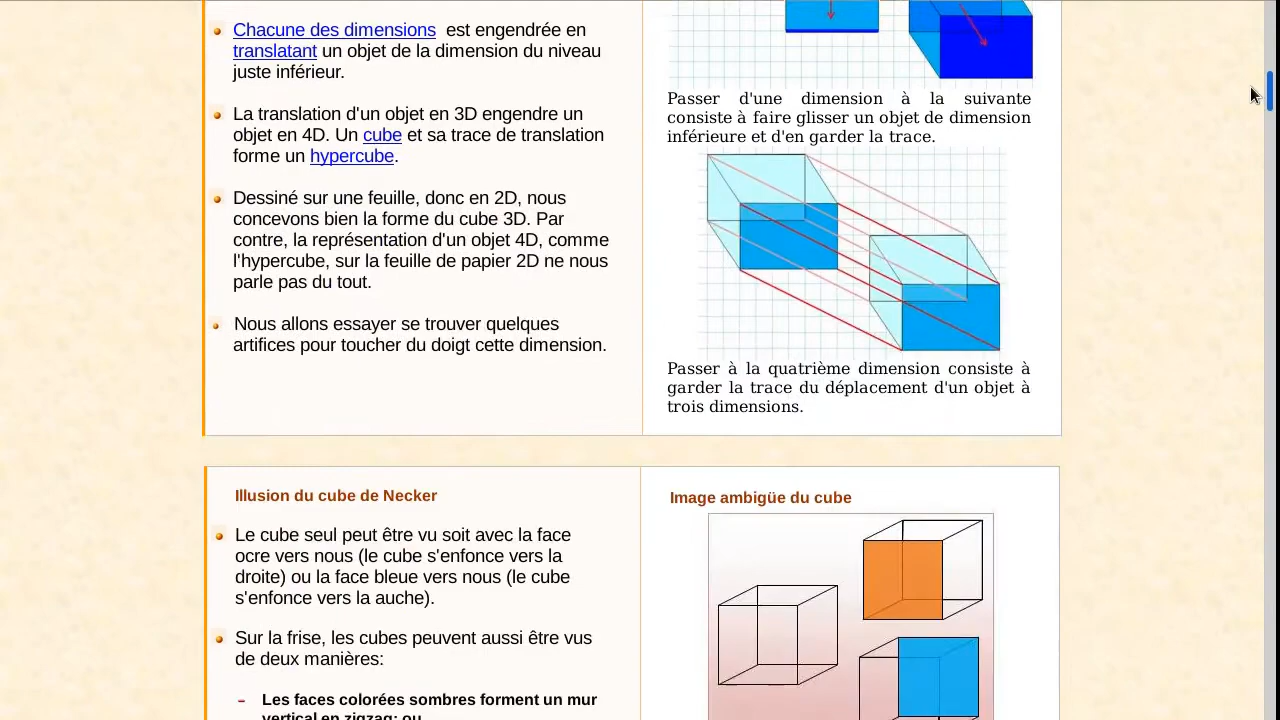 Chacune des dimensions est engendrée en
translatant un objet de la dimension du niveau
juste inférieur.
La translation d'un objet en 3D engendre un
objet en 4D. Un cube et sa trace de translation
forme un hypercube.
Dessiné sur une feuille, donc en 2D, nous
concevons bien la forme du cube 3D. Par
contre, la représentation d'un objet 4D, comme
l'hypercube, sur la feuille de papier 2D ne nous
parle pas du tout.
Nous allons essayer se trouver quelques
artifices pour toucher du doigt cette dimension.
Passer d'une dimension à la suivante
consiste à faire glisser un objet de dimension
inférieure et d'en garder la trace.
Passer à la quatrième dimension consiste à
garder la trace du déplacement d'un objet à
trois dimensions.
Illusion du cube de Necker
Le cube seul peut être vu soit avec la face
ocre vers nous (le cube s'enfonce vers la
droite) ou la face bleue vers nous (le cube
s'enfonce vers la auche).
Sur la frise, les cubes peuvent aussi être vus
de deux manières:
– Les faces colorées sombres forment un mur
vertical en zigzag; ou
Image ambigüe du cube